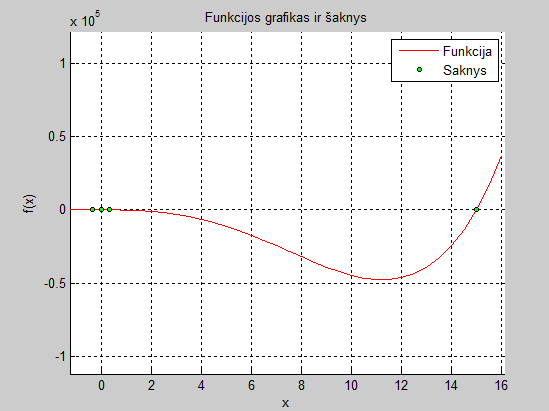 Funkcijos grafikas ir šaknys
x 10^5
Funkcija
Saknys
1
0.5
0
-0.5
-1
f(x)
0 2 4 6 8 10 12 14 16
x